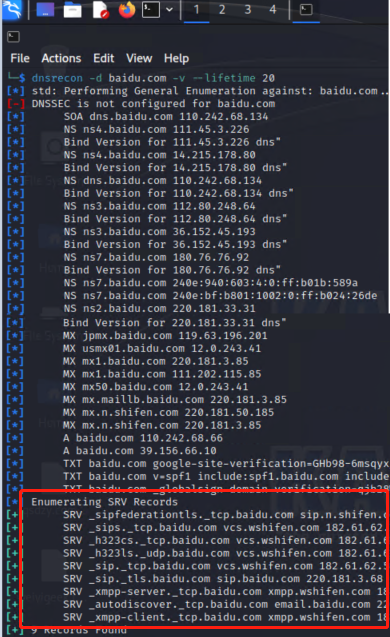 1 2 3 4
File Actions Edit View Help
└─$ dnsrecon -d baidu.com -v --lifetime 20
[*] std: Performing General Enumeration against: baidu.com..
[-] DNSSEC is not configured for baidu.com
[*] SOA dns.baidu.com 110.242.68.134
[*] NS ns4.baidu.com 111.45.3.226
[*] Bind Version for 111.45.3.226 dns"
[*] NS ns4.baidu.com 14.215.178.80
[*] Bind Version for 14.215.178.80 dns"
[*] NS dns.baidu.com 110.242.68.134
[*] Bind Version for 110.242.68.134 dns"
[*] NS ns3.baidu.com 112.80.248.64
[*] Bind Version for 112.80.248.64 dns"
[*] NS ns3.baidu.com 36.152.45.193
[*] Bind Version for 36.152.45.193 dns"
[*] NS ns7.baidu.com 180.76.76.92
[*] Bind Version for 180.76.76.92 dns"
[*] NS ns7.baidu.com 240e:940:603:4:0:ff:b01b:589a
[*] NS ns7.baidu.com 240e:bf:b801:1002:0:ff:b024:26de
[*] NS ns2.baidu.com 220.181.33.31
[*] Bind Version for 220.181.33.31 dns"
[*] MX jpmx.baidu.com 119.63.196.201
[*] MX usmx01.baidu.com 12.0.243.41
[*] MX mx1.baidu.com 220.181.3.85
[*] MX mx1.baidu.com 111.202.115.85
[*] MX mx50.baidu.com 12.0.243.41
[*] MX mx.maillb.baidu.com 220.181.3.85
[*] MX mx.n.shifen.com 220.181.50.185
[*] MX mx.n.shifen.com 220.181.3.85
[*] A baidu.com 110.242.68.66
[*] A baidu.com 39.156.66.10
[*] TXT baidu.com google-site-verification=GHb98-6msqyx
[*] TXT baidu.com v=spf1 include:spf1.baidu.com include
[*] TXT baidu.com _globalsign-domain-verification=qjb28
[*] Enumerating SRV Records
[+] SRV _sipfederationtls._tcp.baidu.com sip.n.shifen.c
[+] SRV _sips._tcp.baidu.com vcs.wshifen.com 182.61.62.
[+] SRV _h323cs._tcp.baidu.com vcs.wshifen.com 182.61.6
[+] SRV _h323ls._udp.baidu.com vcs.wshifen.com 182.61.6
[+] SRV _sip._tcp.baidu.com vcs.wshifen.com 182.61.62.5
[+] SRV _sip._tls.baidu.com sip.baidu.com 220.181.3.68
[+] SRV _xmpp-server._tcp.baidu.com xmpp.wshifen.com 18
[+] SRV _autodiscover._tcp.baidu.com email.baidu.com 22
[+] SRV _xmpp-client._tcp.baidu.com xmpp.wshifen.com
[+] 9 Records Found